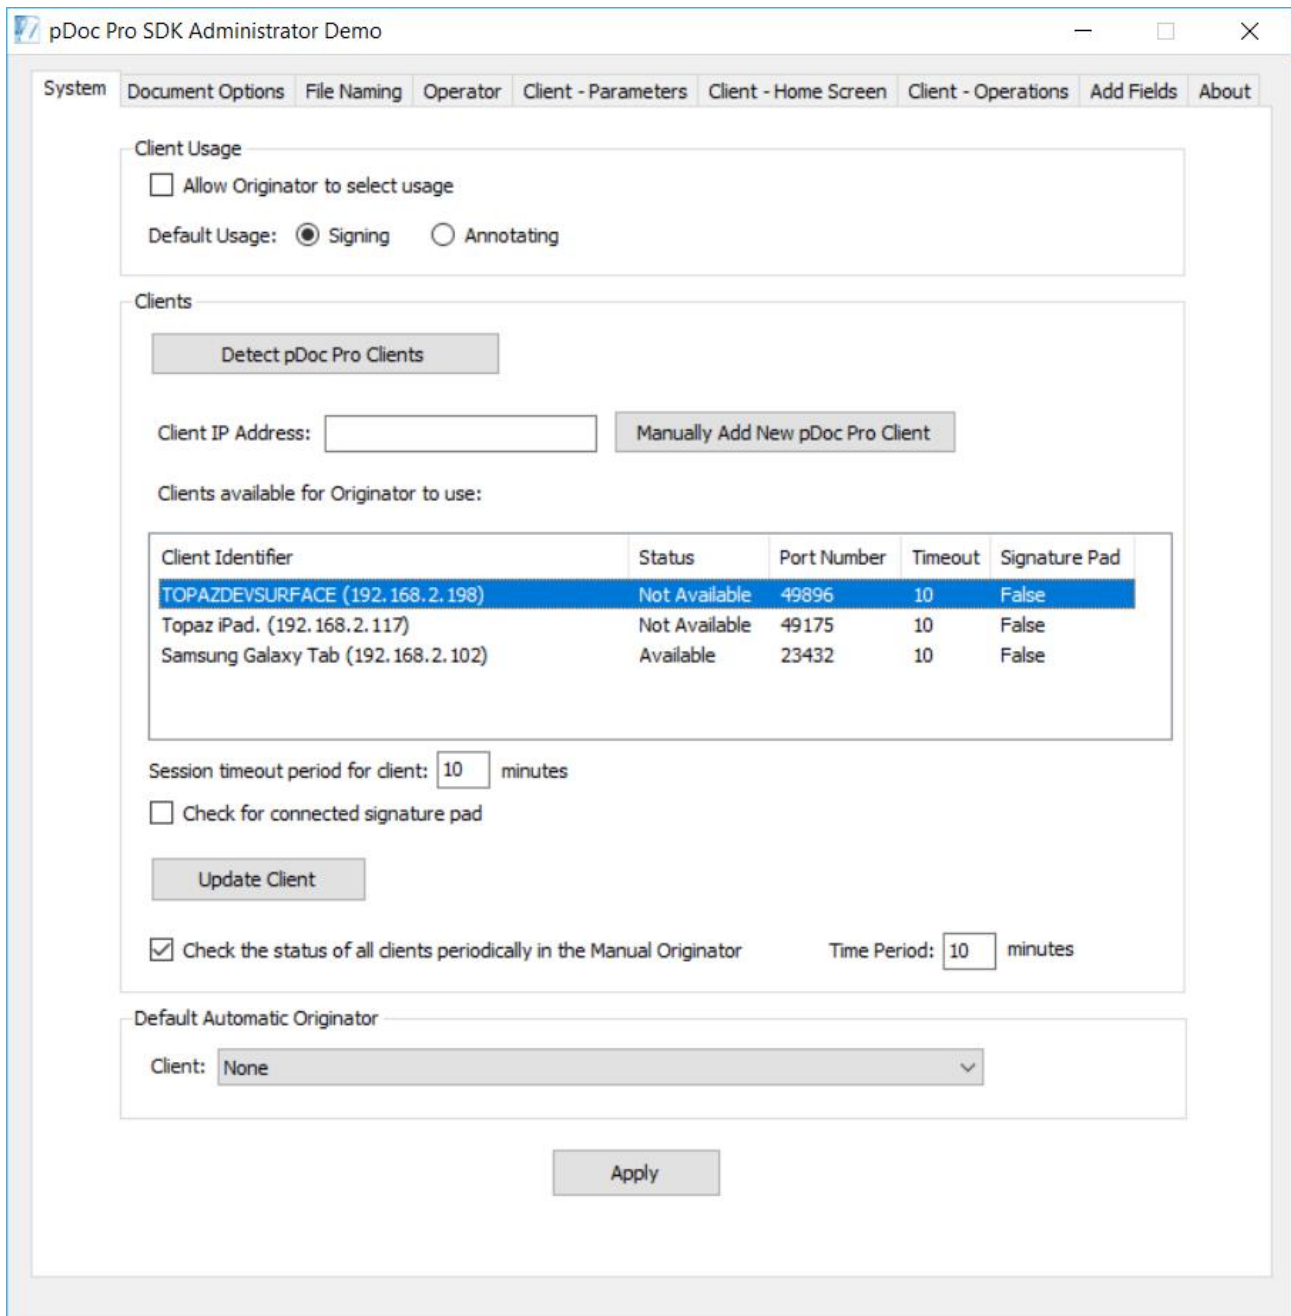 pDoc Pro SDK Administrator Demo
System Document Options File Naming Operator Client - Parameters Client - Home Screen Client - Operations Add Fields About
Client Usage
Allow Originator to select usage
Default Usage: Signing Annotating
Clients
Detect pDoc Pro Clients
Client IP Address: Manually Add New pDoc Pro Client
Clients available for Originator to use:
Client Identifier Status Port Number Timeout Signature Pad
TOPAZDEVSURFACE (192.168.2.198) Not Available 49896 10 False
Topaz iPad. (192.168.2.117) Not Available 49175 10 False
Samsung Galaxy Tab (192.168.2.102) Available 23432 10 False
Session timeout period for client: 10 minutes
Check for connected signature pad
Update Client
Check the status of all clients periodically in the Manual Originator Time Period: 10 minutes
Default Automatic Originator
Client: None
Apply